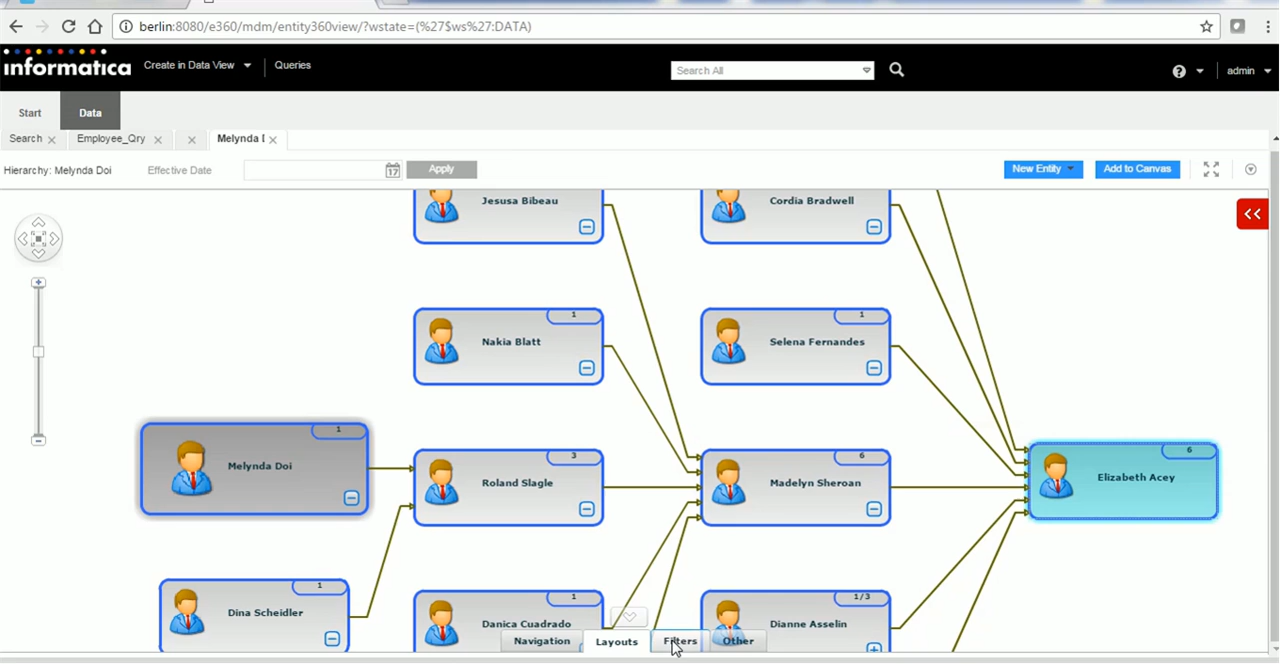 berlin:8080/e360/mdm/entity360view/?wstate=(%27$ws%27:DATA)
informatica Create in Data View Queries Search All ? admin
Start Data
Search × Employee_Qry × × Melynda D ×
Hierarchy: Melynda Doi Effective Date 17 Apply New Entity Add to Canvas
Jesusa Bibeau Cordia Bradwell
1 1
Nakia Blatt Selena Fernandes
1 3 6 6
Melynda Doi Roland Slagle Madelyn Sheroan Elizabeth Acey
1 1 1/3
Dina Scheidler Danica Cuadrado Dianne Asselin
Navigation Layouts Filters Other